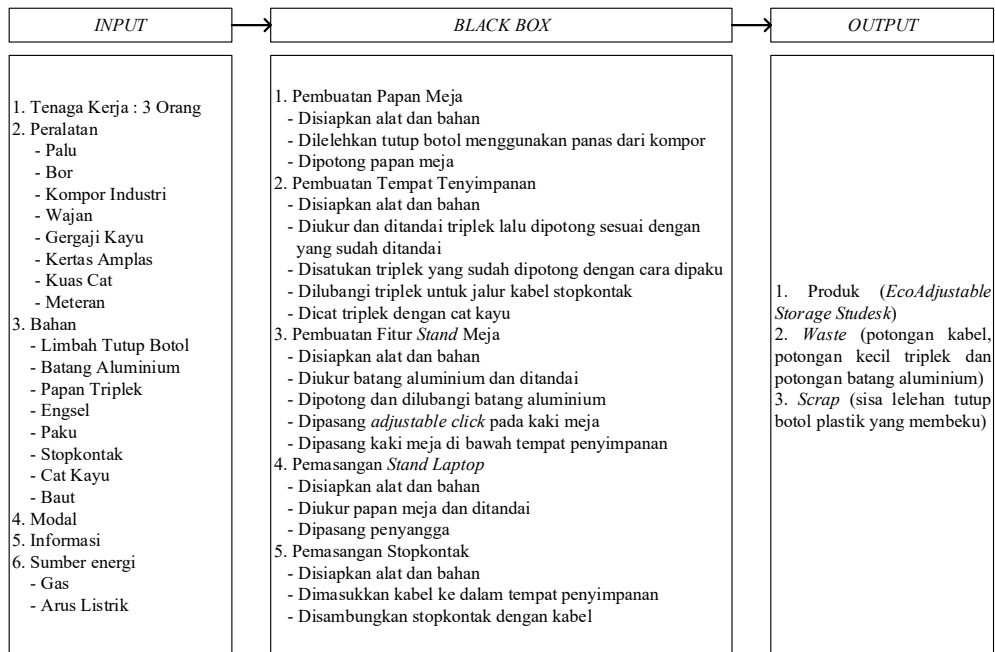 INPUT
BLACK BOX
OUTPUT
1. Tenaga Kerja : 3 Orang
2. Peralatan
- Palu
- Bor
- Kompor Industri
- Wajan
- Gergaji Kayu
- Kertas Amplas
- Kuas Cat
- Meteran
3. Bahan
- Limbah Tutup Botol
- Batang Aluminium
- Papan Triplek
- Engsel
- Paku
- Stopkontak
- Cat Kayu
- Baut
4. Modal
5. Informasi
6. Sumber energi
- Gas
- Arus Listrik
1. Pembuatan Papan Meja
- Disiapkan alat dan bahan
- Dilelehkan tutup botol menggunakan panas dari kompor
- Dipotong papan meja
2. Pembuatan Tempat Tenyimpanan
- Disiapkan alat dan bahan
- Diukur dan ditandai triplek lalu dipotong sesuai dengan
yang sudah ditandai
- Disatukan triplek yang sudah dipotong dengan cara dipaku
- Dilubangi triplek untuk jalur kabel stopkontak
- Dicat triplek dengan cat kayu
3. Pembuatan Fitur Stand Meja
- Disiapkan alat dan bahan
- Diukur batang aluminium dan ditandai
- Dipotong dan dilubangi batang aluminium
- Dipasang adjustable click pada kaki meja
- Dipasang kaki meja di bawah tempat penyimpanan
4. Pemasangan Stand Laptop
- Disiapkan alat dan bahan
- Diukur papan meja dan ditandai
- Dipasang penyangga
5. Pemasangan Stopkontak
- Disiapkan alat dan bahan
- Dimasukkan kabel ke dalam tempat penyimpanan
- Disambungkan stopkontak dengan kabel
1. Produk (EcoAdjustable
Storage Studesk)
2. Waste (potongan kabel,
potongan kecil triplek dan
potongan batang aluminium)
3. Scrap (sisa lelehan tutup
botol plastik yang membeku)